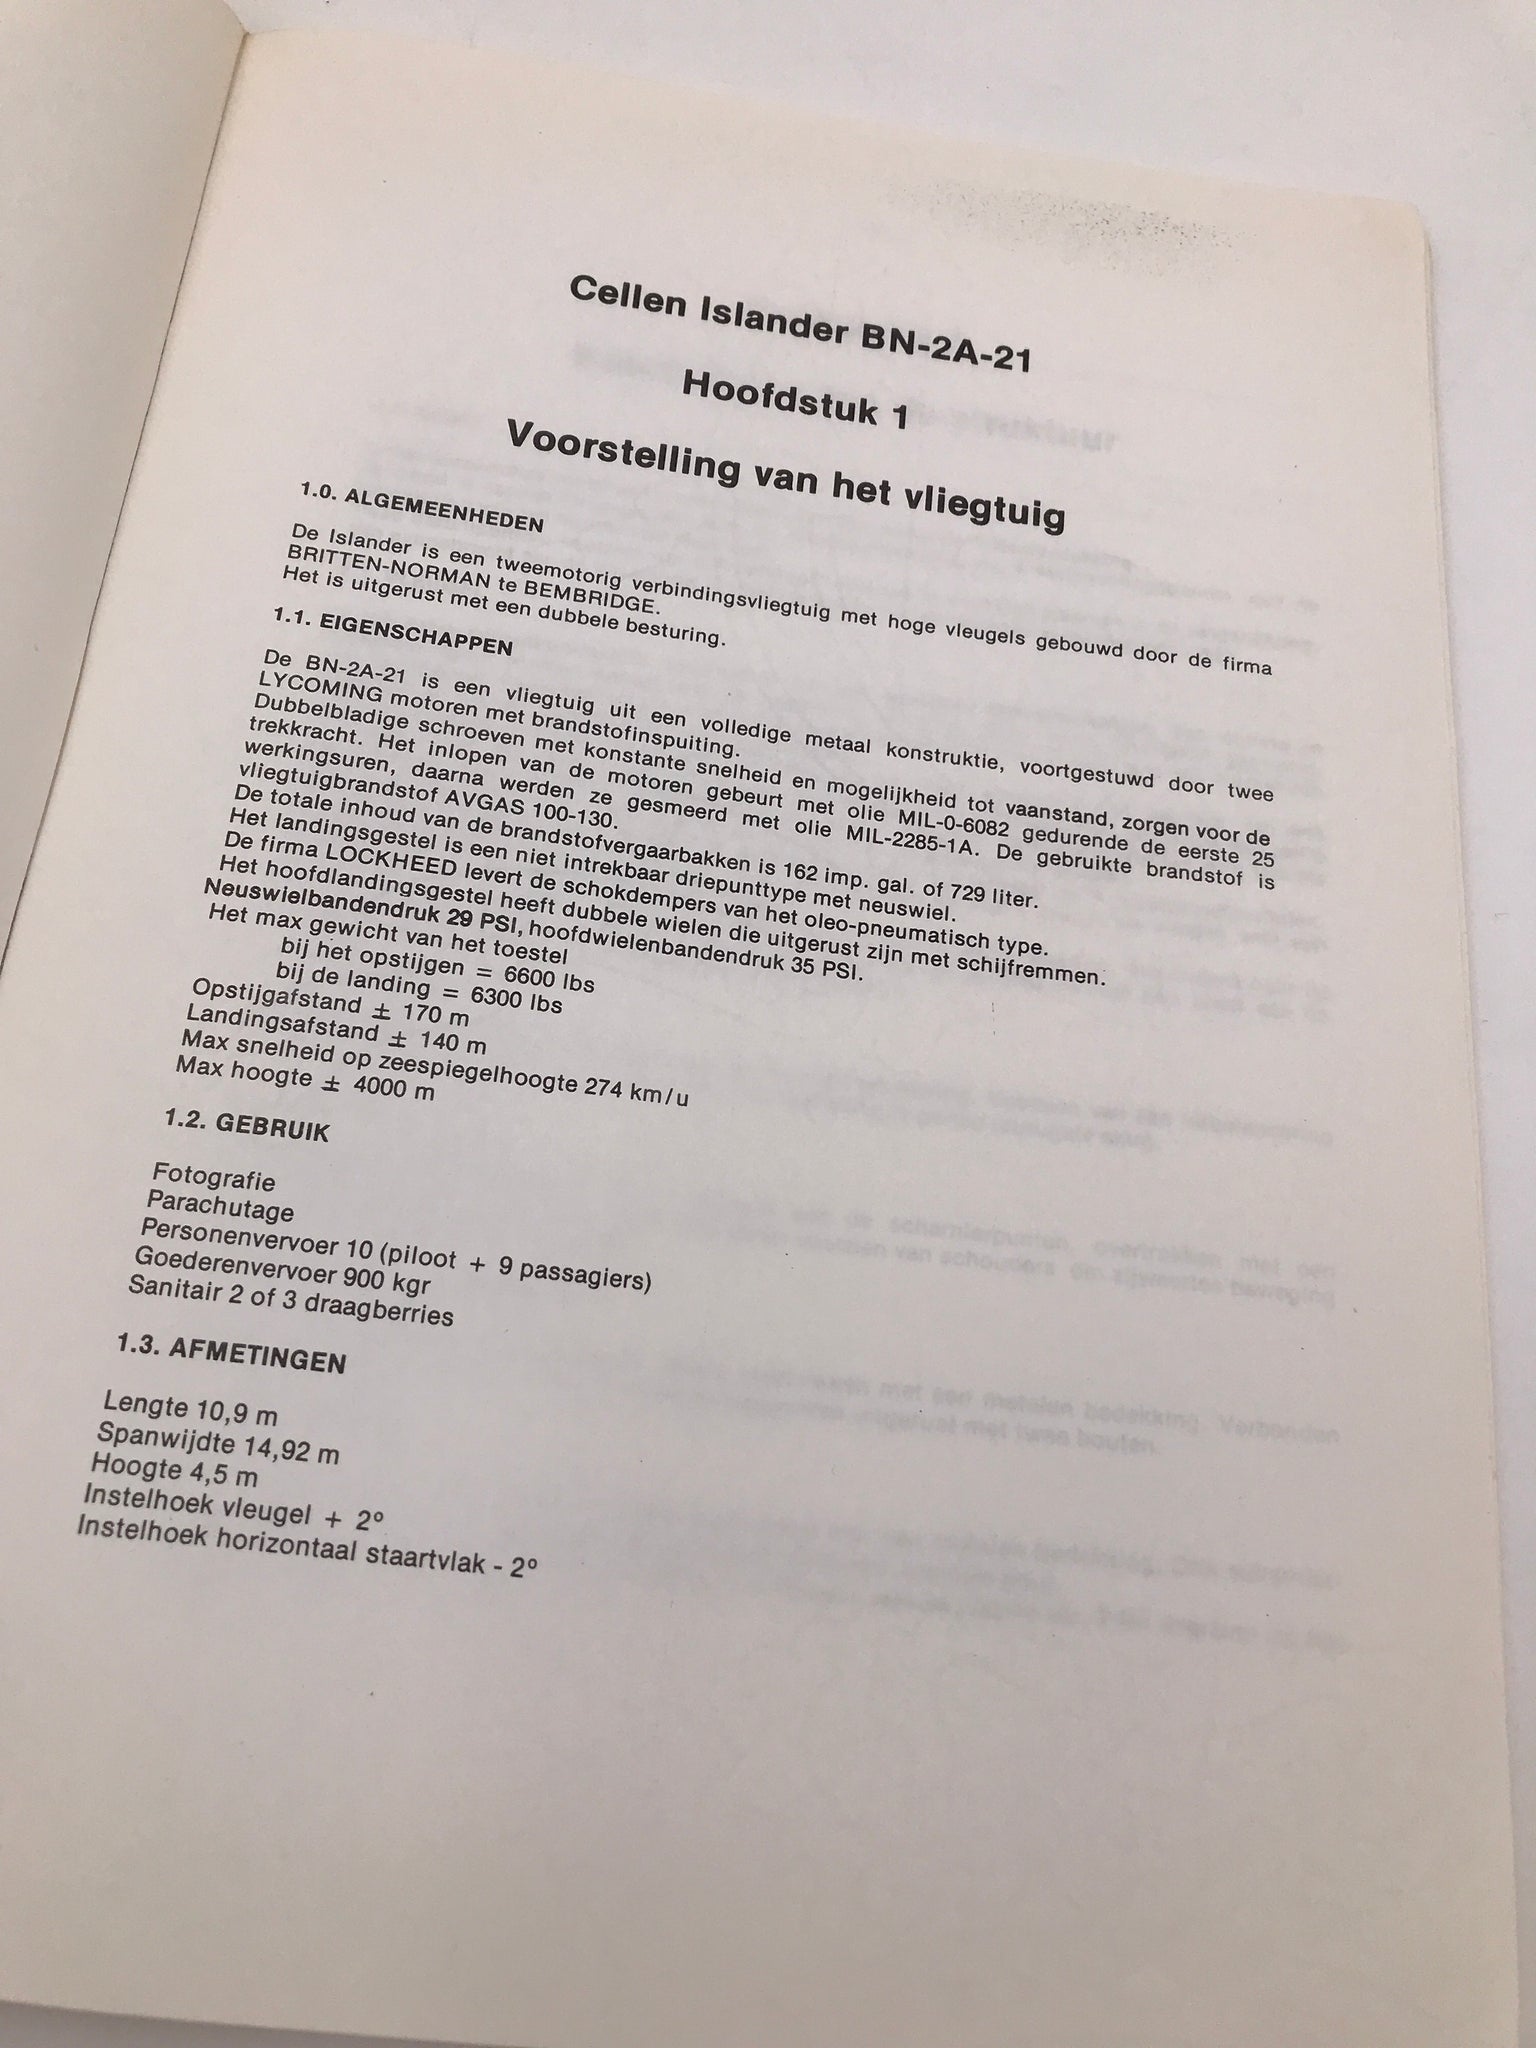 Cellen Islander BN-2A-21
Hoofdstuk 1
Voorstelling van het vliegtuig
1.0. ALGEMEENHEDEN
De Islander is een tweemotorig verbindingsvliegtuig met hoge vleugels gebouwd door de firma
BRITTEN-NORMAN te BEMBRIDGE.
Het is uitgerust met een dubbele besturing.
1.1. EIGENSCHAPPEN
De BN-2A-21 is een vliegtuig uit een volledige metaal konstruktie, voortgestuwd door twee
LYCOMING motoren met brandstofinspuiting.
Dubbelbladige schroeven met konstante snelheid en mogelijkheid tot vaanstand, zorgen voor de
trekkracht. Het inlopen van de motoren gebeurt met olie MIL-0-6082 gedurende de eerste 25
werkingsuren, daarna werden ze gesmeerd met olie MIL-2285-1A. De gebruikte brandstof is
vliegtuigbrandstof AVGAS 100-130.
De totale inhoud van de brandstofvergaarbakken is 162 imp. gal. of 729 liter.
Het landingsgestel is een niet intrekbaar driepunttype met neuswiel.
De firma LOCKHEED levert de schokdempers van het oleo-pneumatisch type.
Het hoofdlandingsgestel heeft dubbele wielen die uitgerust zijn met schijfremmen.
Neuswielbandendruk 29 PSI, hoofdwielenbandendruk 35 PSI.
Het max gewicht van het toestel
bij het opstijgen = 6600 lbs
bij de landing = 6300 lbs
Opstijgafstand ± 170 m
Landingsafstand ± 140 m
Max snelheid op zeespiegelhoogte 274 km/u
Max hoogte ± 4000 m
1.2. GEBRUIK
Fotografie
Parachutage
Personenvervoer 10 (piloot + 9 passagiers)
Goederenvervoer 900 kgr
Sanitair 2 of 3 draagberries
1.3. AFMETINGEN
Lengte 10,9 m
Spanwijdte 14,92 m
Hoogte 4,5 m
Instelhoek vleugel + 2º
Instelhoek horizontaal staartvlak - 2º